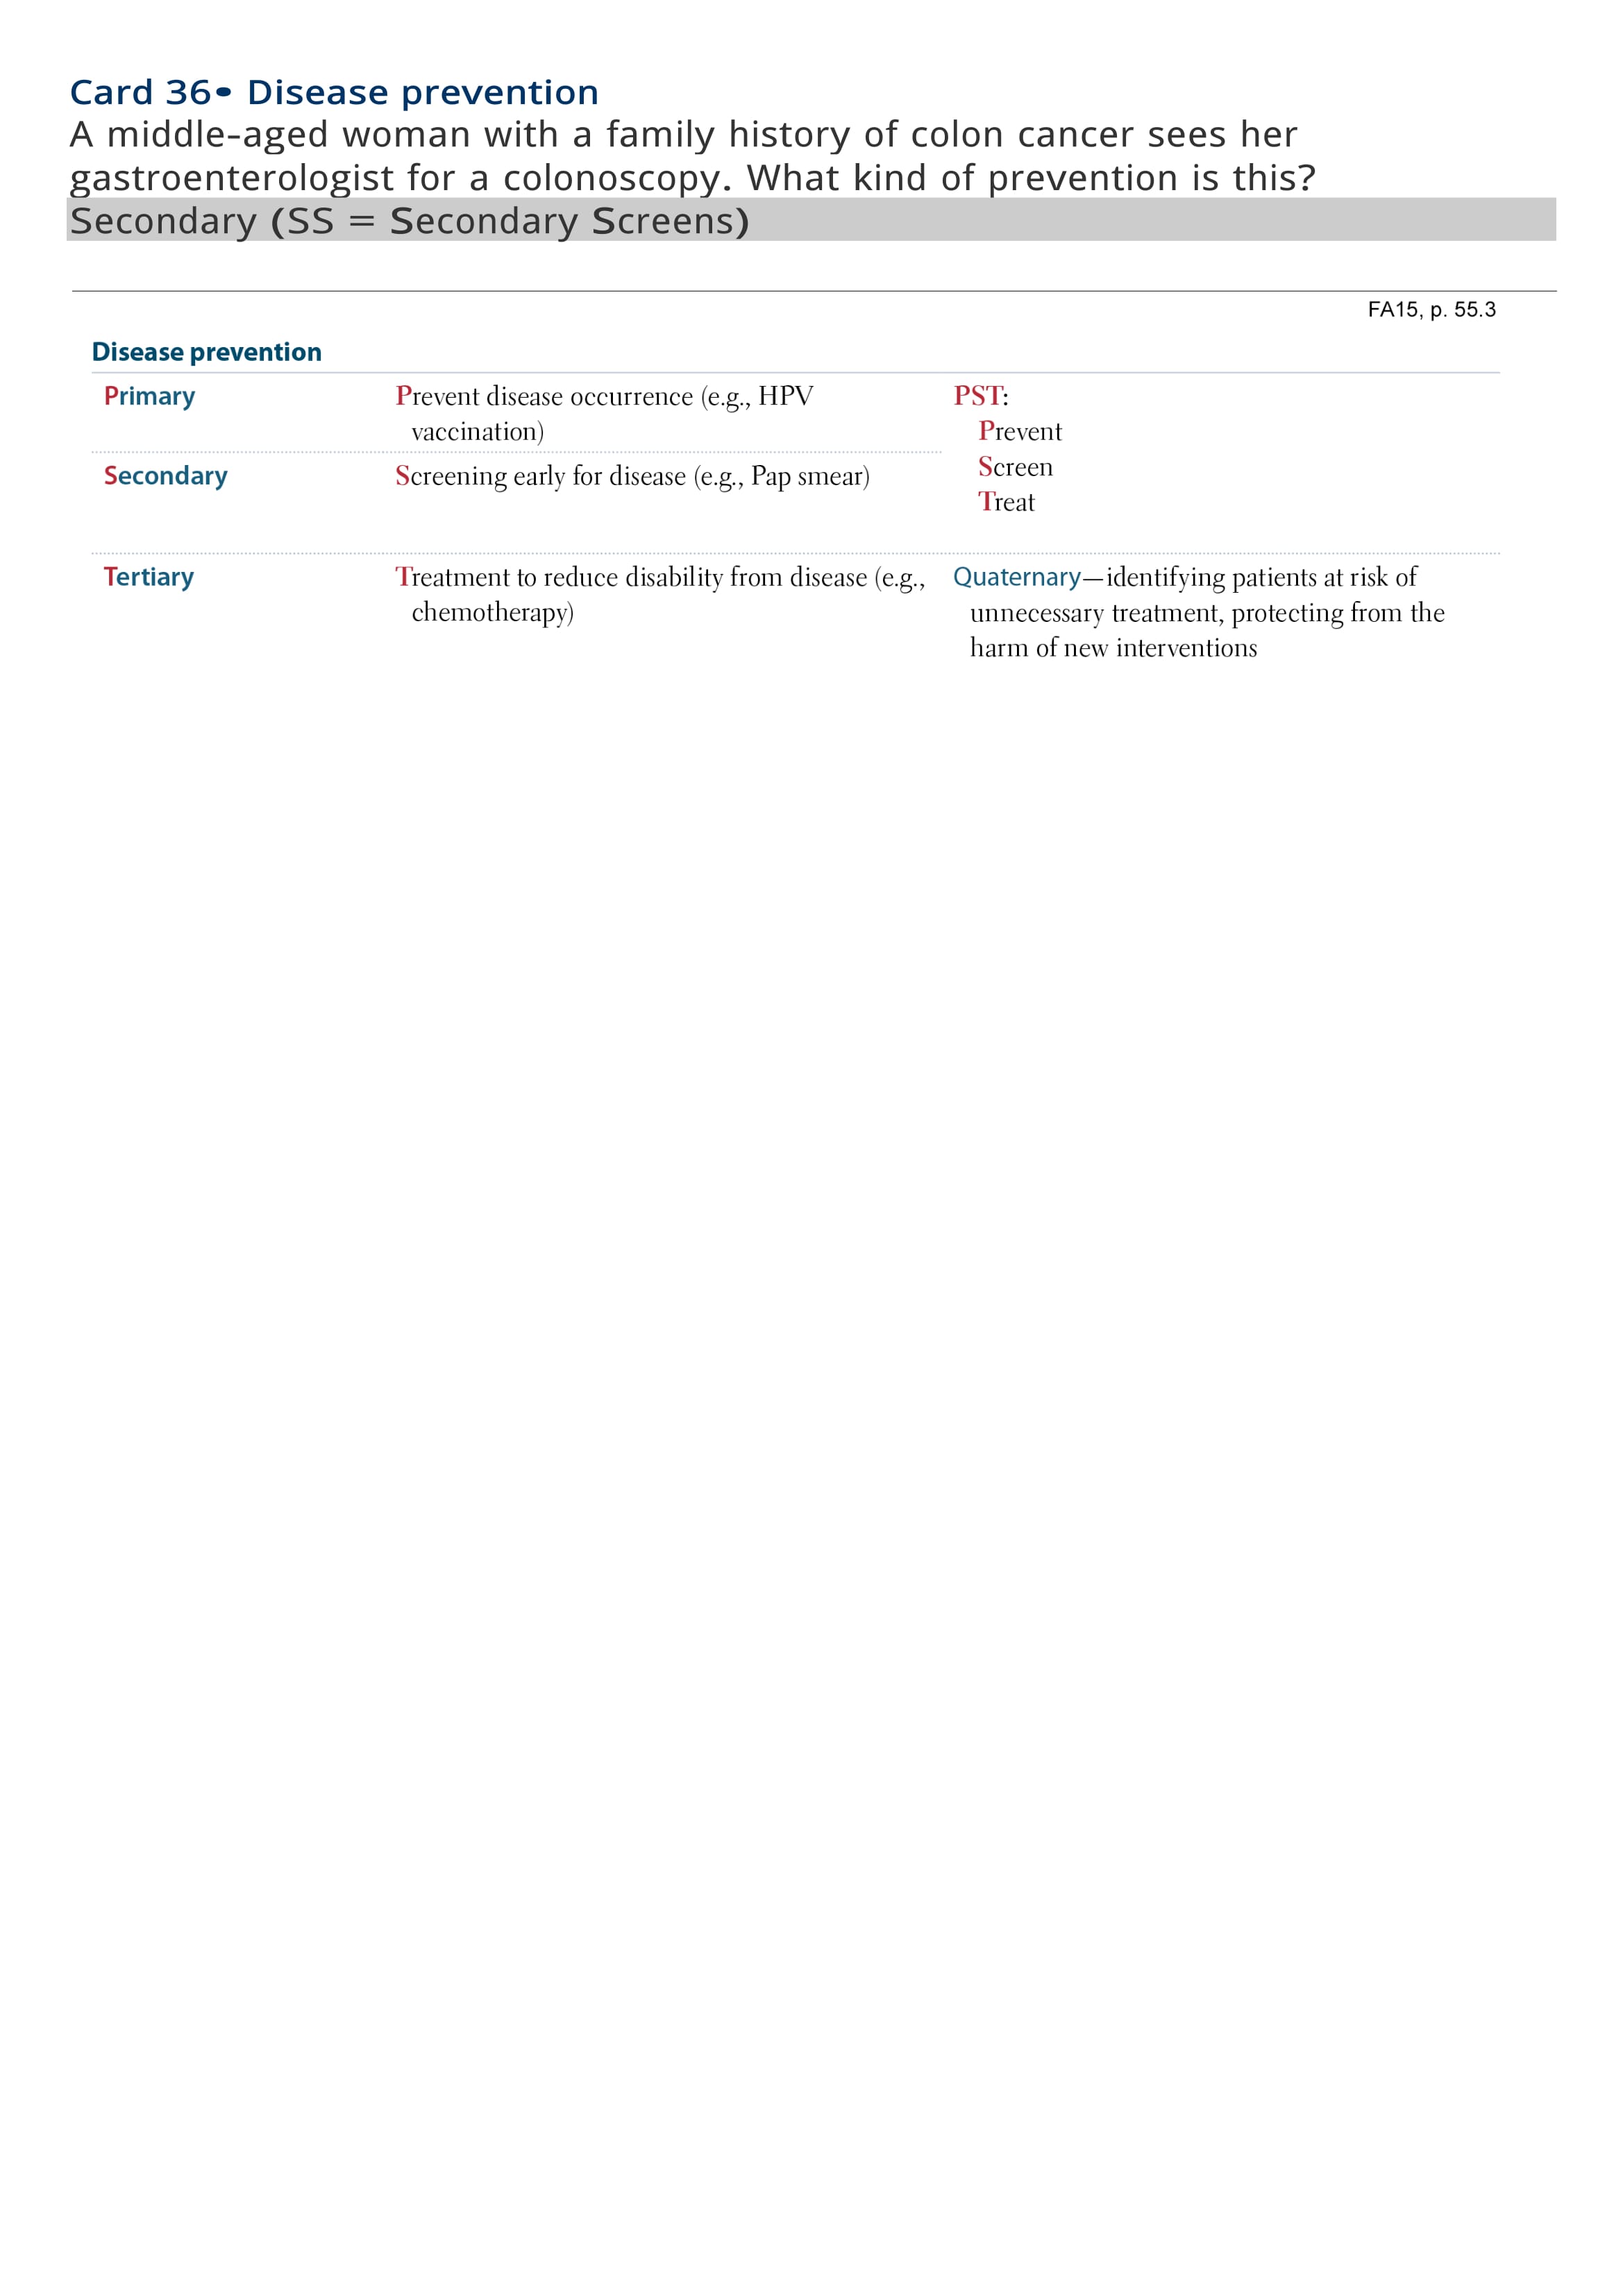 Card 36• Disease prevention
A middle-aged woman with a family history of colon cancer sees her
gastroenterologist for a colonoscopy. What kind of prevention is this?
Secondary (SS = Secondary Screens)
FA15, p. 55.3
Disease prevention
Primary
Prevent disease occurrence (e.g., HPV
vaccination)
PST:
Prevent
Screen
Treat
Secondary
Screening early for disease (e.g., Pap smear)
Tertiary
Treatment to reduce disability from disease (e.g.,
chemotherapy)
Quaternary—identifying patients at risk of
unnecessary treatment, protecting from the
harm of new interventions